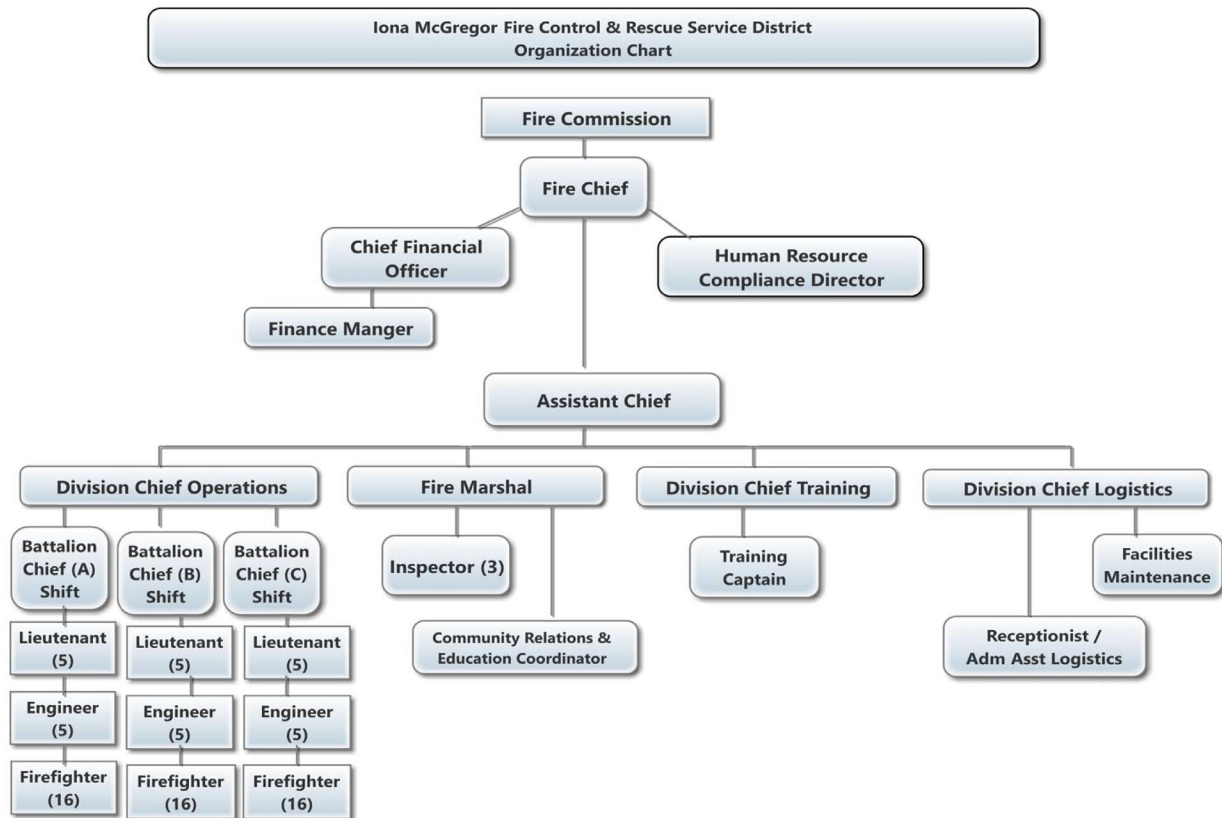 Iona McGregor Fire Control & Rescue Service District
Organization Chart
Fire Commission
Fire Chief
Chief Financial
Officer
Human Resource
Compliance Director
Finance Manger
Assistant Chief
Division Chief Operations
Fire Marshal
Division Chief Training
Division Chief Logistics
Battalion
Chief (A)
Shift
Battalion
Chief (B)
Shift
Battalion
Chief (C)
Shift
Inspector (3)
Training
Captain
Facilities
Maintenance
Lieutenant
(5)
Lieutenant
(5)
Lieutenant
(5)
Community Relations &
Education Coordinator
Receptionist /
Adm Asst Logistics
Engineer
(5)
Engineer
(5)
Engineer
(5)
Firefighter
(16)
Firefighter
(16)
Firefighter
(16)